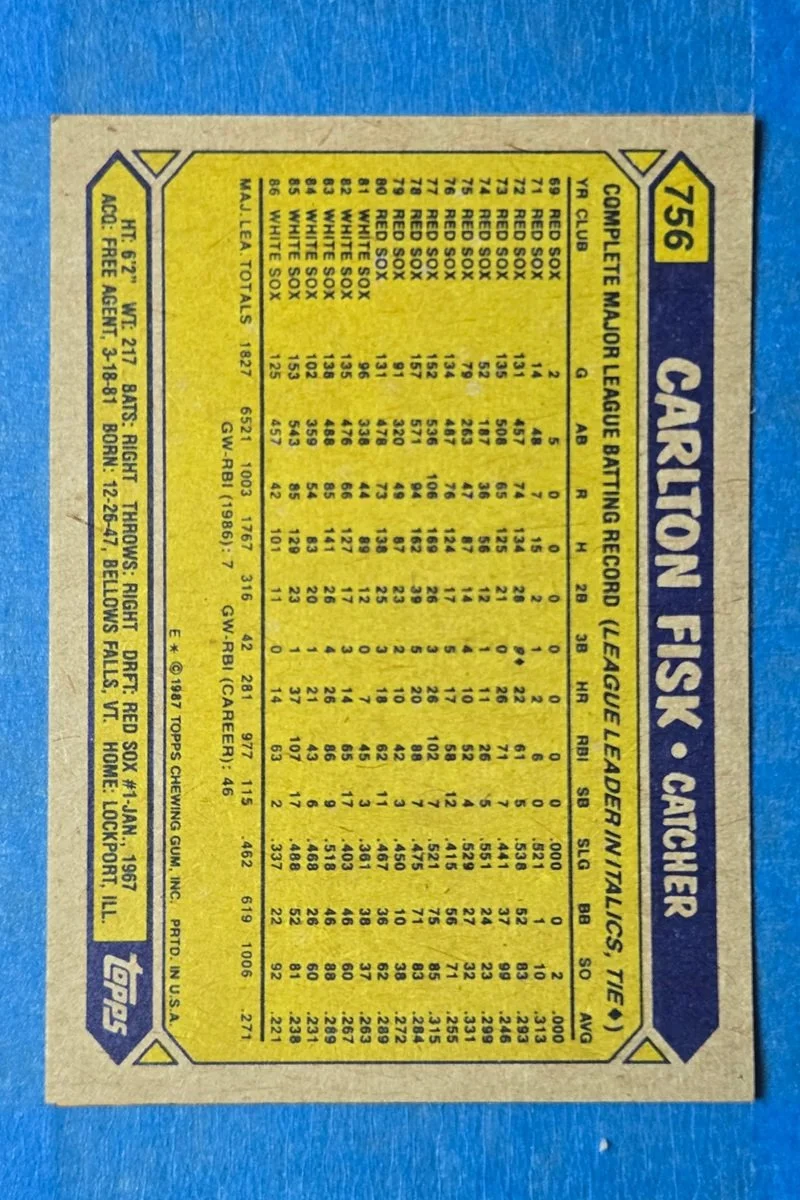 756 CARLTON FISK • CATCHER
COMPLETE MAJOR LEAGUE BATTING RECORD (LEAGUE LEADER IN ITALICS, TIE♦)
YR CLUB G AB R H 2B 3B HR RBI SB SLG BB SO AVG
69 RED SOX 2 5 0 0 0 0 0 0 0 .000 0 2 .000
71 RED SOX 14 48 7 15 2 1 2 6 0 .521 1 10 .313
72 RED SOX 131 457 74 134 28 9♦ 22 61 5 .538 52 83 .293
73 RED SOX 135 508 65 125 21 0 26 71 7 .441 37 99 .246
74 RED SOX 52 187 36 56 12 1 11 26 5 .551 24 23 .299
75 RED SOX 79 263 47 87 14 4 10 52 4 .529 27 32 .331
76 RED SOX 134 487 76 124 17 5 17 58 12 .415 56 71 .255
77 RED SOX 152 536 106 169 26 3 26 102 7 .521 75 85 .315
78 RED SOX 157 571 94 162 39 5 20 88 7 .475 71 83 .284
79 RED SOX 91 320 49 87 23 2 10 42 3 .450 10 38 .272
80 RED SOX 131 478 73 138 25 3 18 62 11 .467 36 62 .289
81 WHITE SOX 96 338 44 89 12 0 7 45 3 .361 38 37 .263
82 WHITE SOX 135 476 66 127 17 3 14 65 17 .403 46 60 .267
83 WHITE SOX 138 488 85 141 26 4 26 86 9 .518 46 88 .289
84 WHITE SOX 102 359 54 83 20 1 21 43 6 .468 26 60 .231
85 WHITE SOX 153 543 85 129 23 1 37 107 17 .488 52 81 .238
86 WHITE SOX 125 457 42 101 11 0 14 63 2 .337 22 92 .221
MAJ. LEA. TOTALS 1827 6521 1003 1767 316 42 281 977 115 .462 619 1006 .271
GW-RBI (1986): 7 GW-RBI (CAREER): 46
E * © 1987 TOPPS CHEWING GUM, INC. PRTD. IN U.S.A.
HT: 6'2" WT: 217 BATS: RIGHT THROWS: RIGHT DRFT: RED SOX #1-JAN., 1967
ACQ: FREE AGENT, 3-18-81 BORN: 12-26-47, BELLOWS FALLS, VT. HOME: LOCKPORT, ILL.
topps